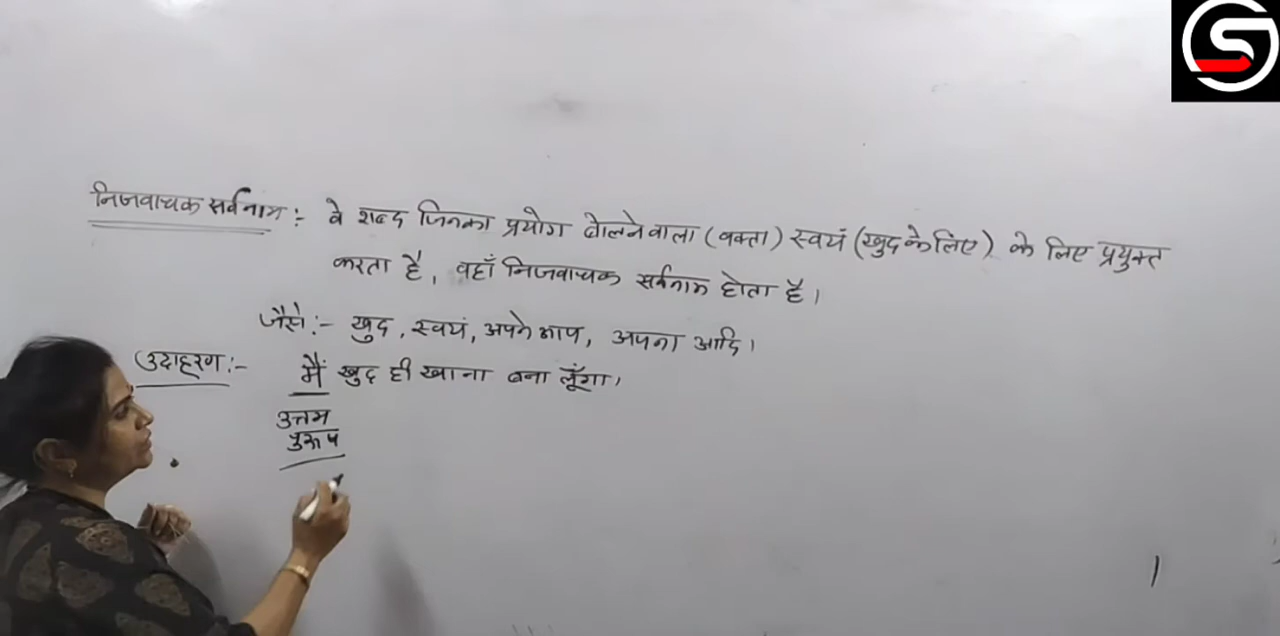 निजवाचक सर्वनाम :- वे शब्द जिनका प्रयोग बोलनेवाला (वक्ता) स्वयं (खुद के लिए) के लिए प्रयुक्त
करता है, वहाँ निजवाचक सर्वनाम होता है।
जैसे :- खुद, स्वयं, अपने आप, अपना आदि।
उदाहरण :- मैं खुद ही खाना बना लूँगा।
उत्तम
पुरूष